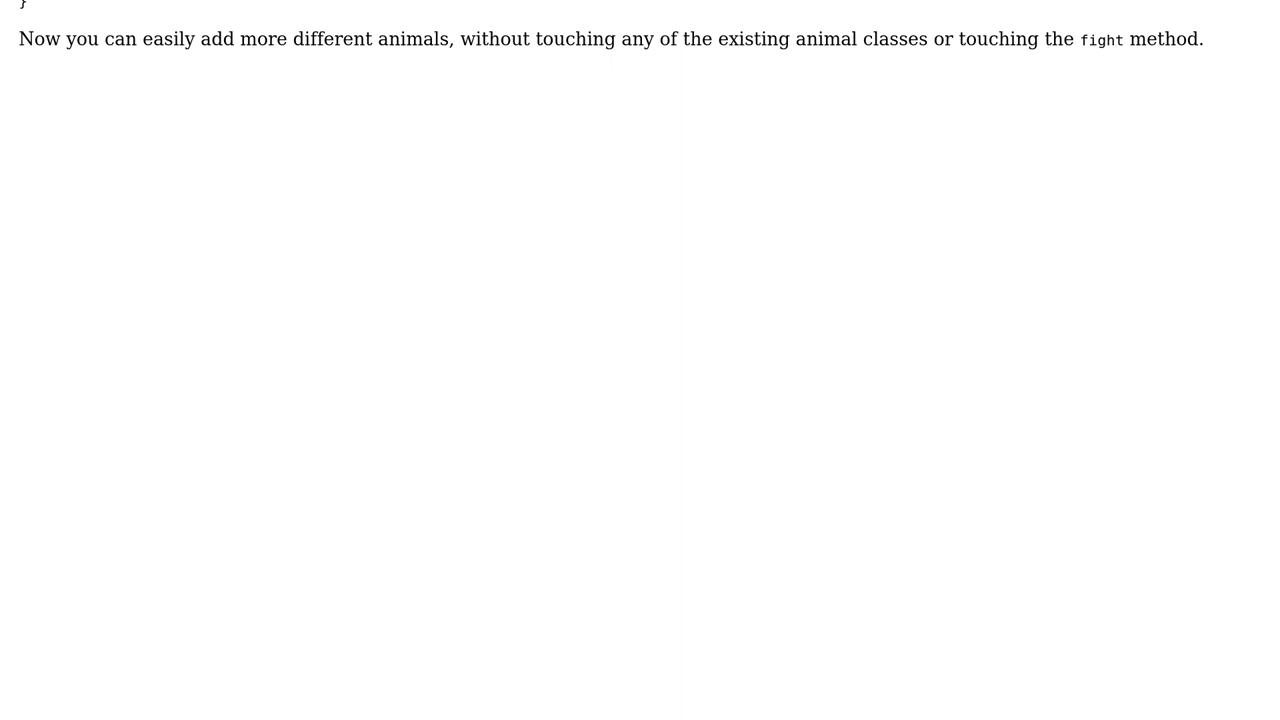 }
Now you can easily add more different animals, without touching any of the existing animal classes or touching the fight method.